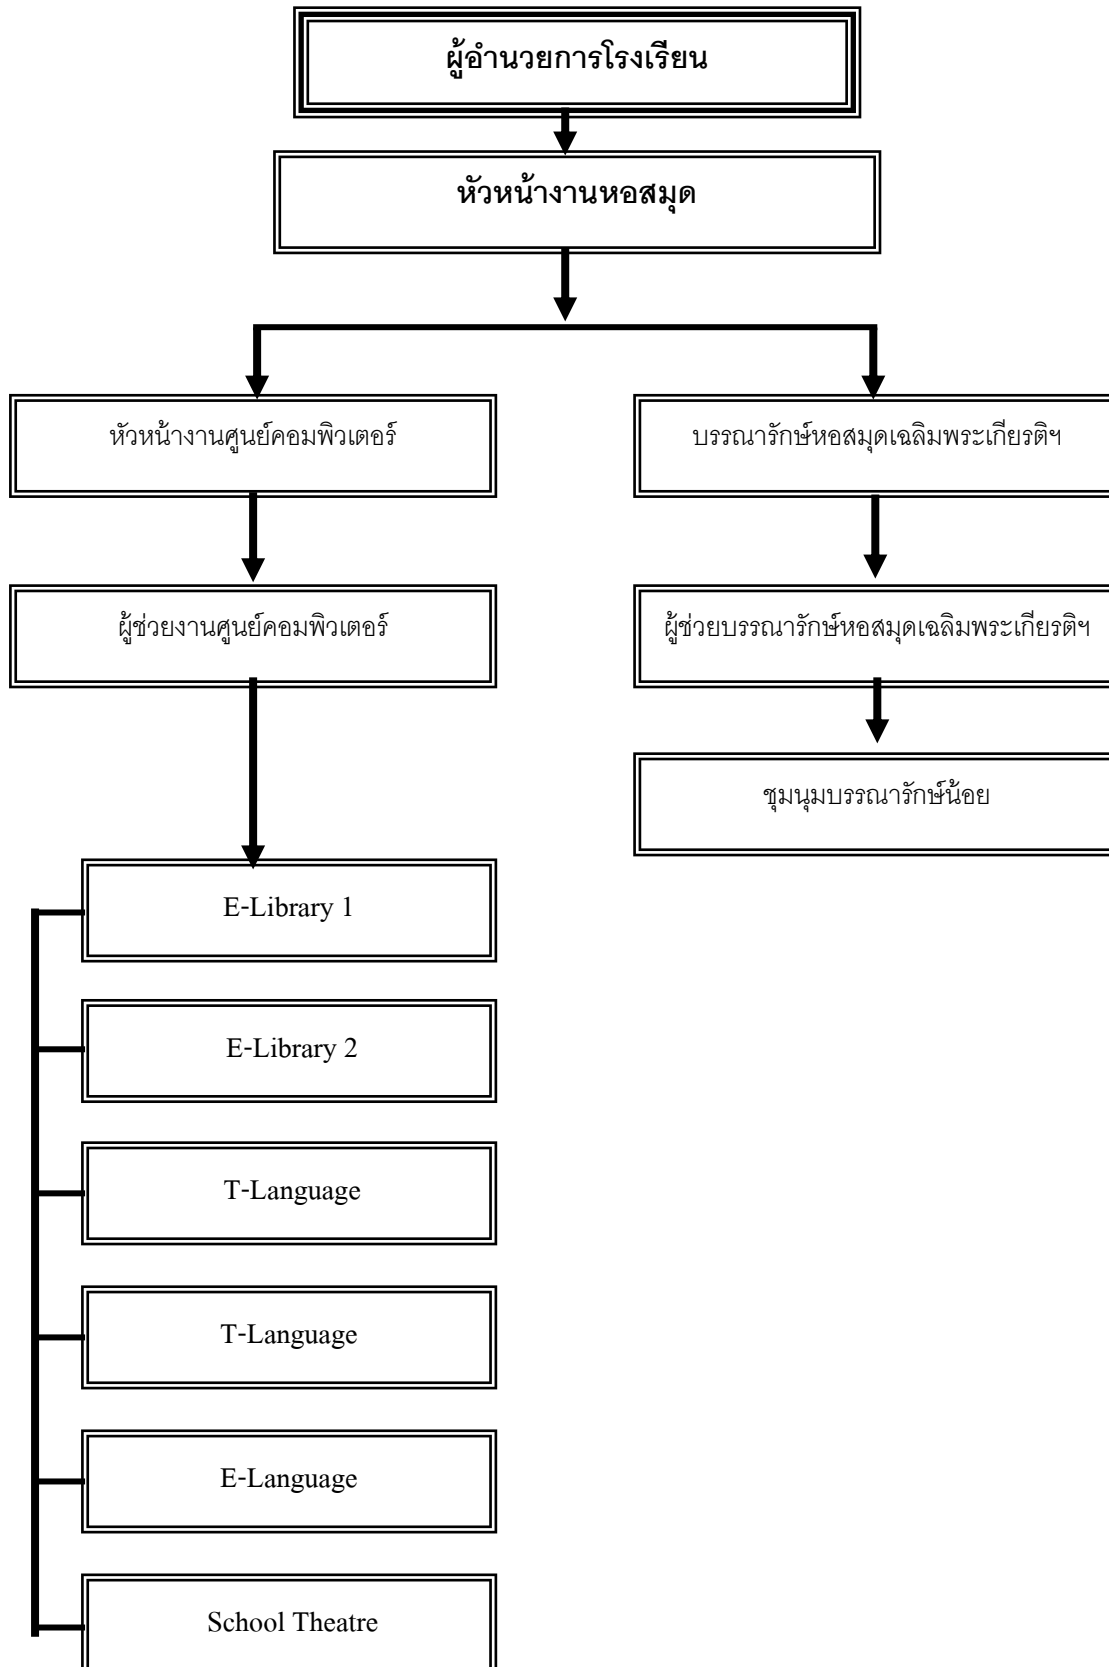 ผู้อำนวยการโรงเรียน
หัวหน้างานหอสมุด
หัวหน้างานศูนย์คอมพิวเตอร์
บรรณารักษ์หอสมุดเฉลิมพระเกียรติฯ
ผู้ช่วยงานศูนย์คอมพิวเตอร์
ผู้ช่วยบรรณารักษ์หอสมุดเฉลิมพระเกียรติฯ
ชุมนุมบรรณารักษ์น้อย
E-Library 1
E-Library 2
T-Language
T-Language
E-Language
School Theatre